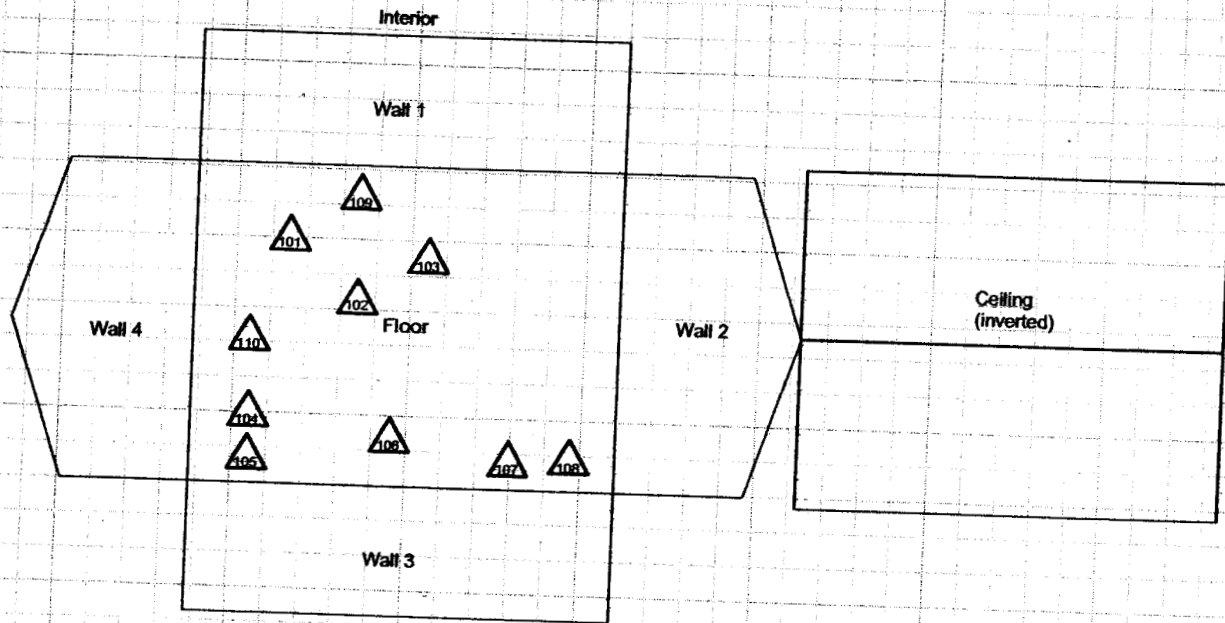 Interior
Wall 1
109
101
103
102
Floor
Wall 4
110
Wall 2
Ceiling
(inverted)
104
105
106
107
108
Wall 3